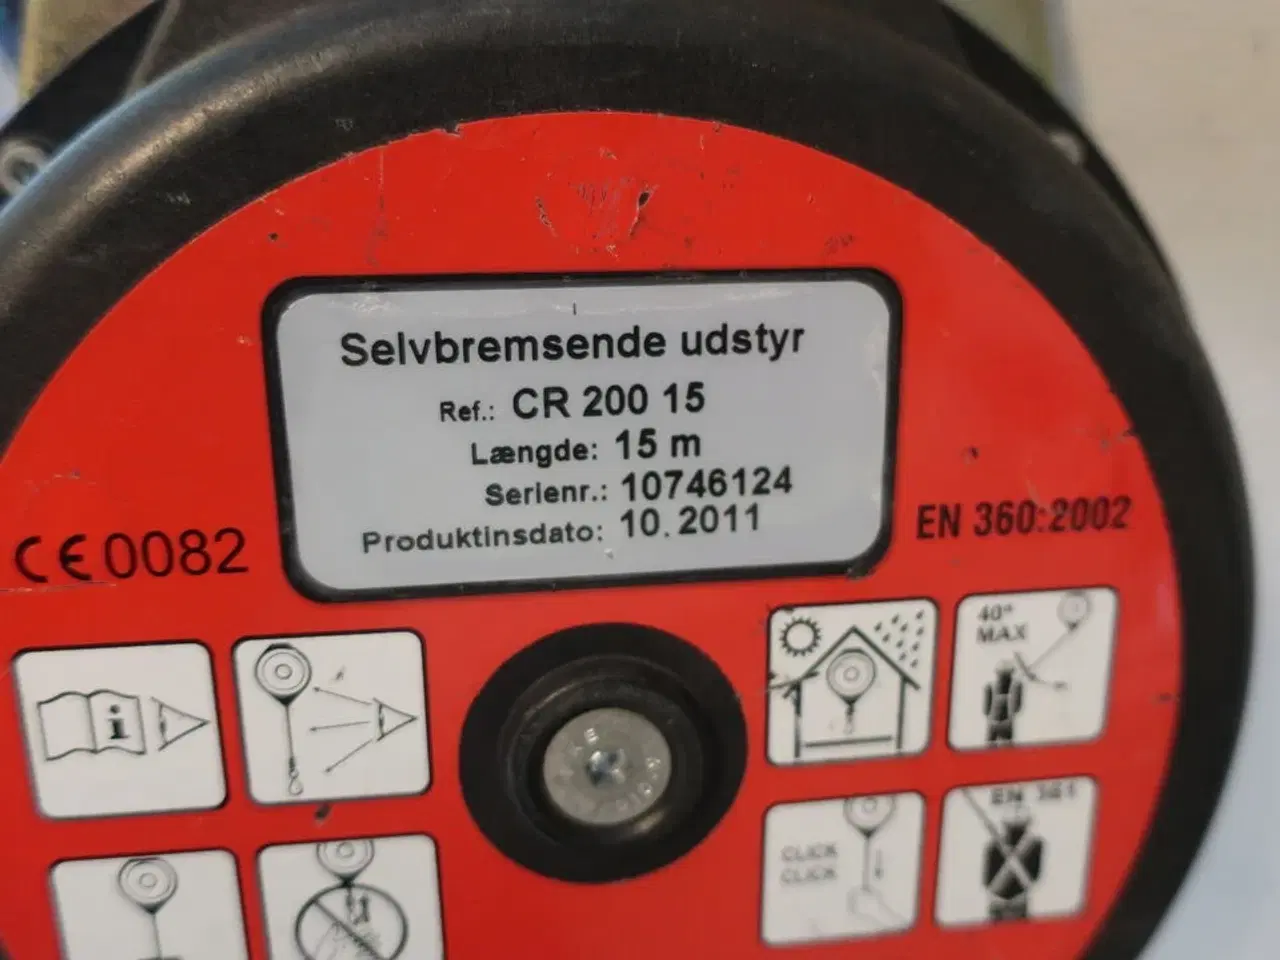 Selvbremsende udstyr
Ref.: CR 200 15
Længde: 15 m
Serienr.: 10746124
Produktinsdato: 10.2011
CE 0082
EN 360:2002
i
40°
MAX
CLICK
CLICK
EN 361